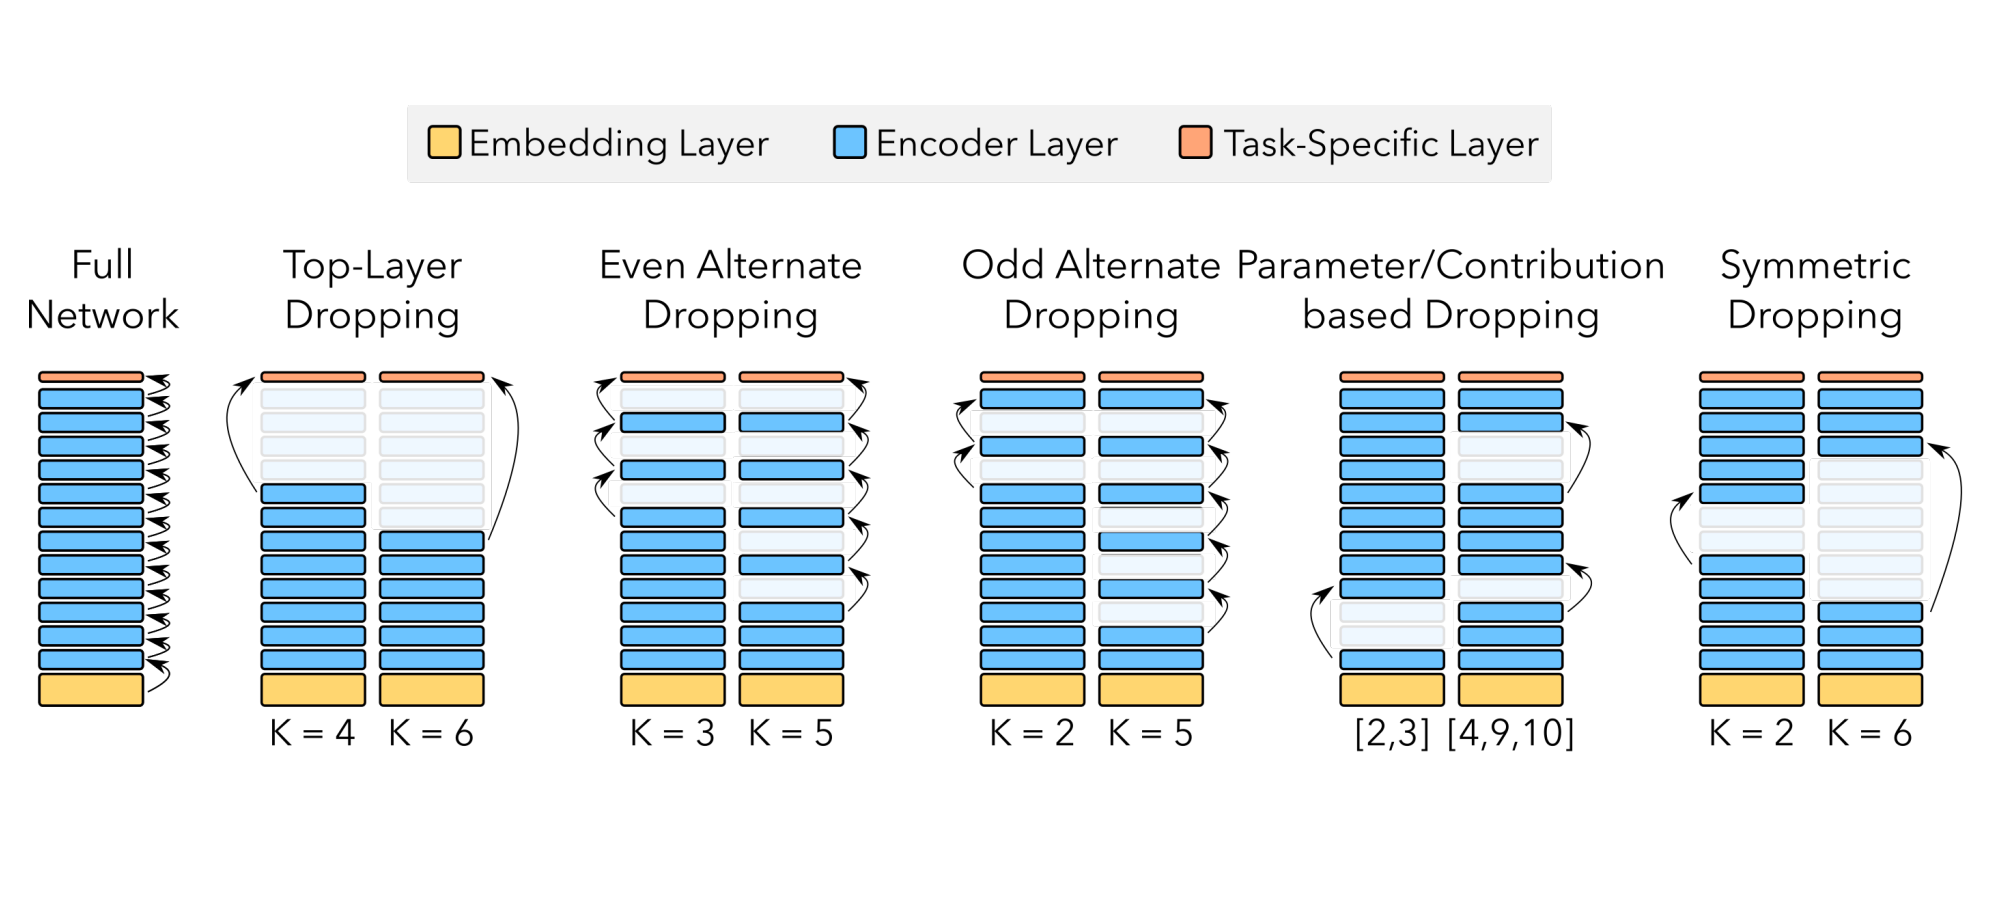 Embedding Layer
Encoder Layer
Task-Specific Layer
Full
Network
Top-Layer
Dropping
Even Alternate
Dropping
Odd Alternate
Dropping
Parameter/Contribution
based Dropping
Symmetric
Dropping
K = 4
K = 6
K = 3
K = 5
K = 2
K = 5
[2,3]
[4,9,10]
K = 2
K = 6